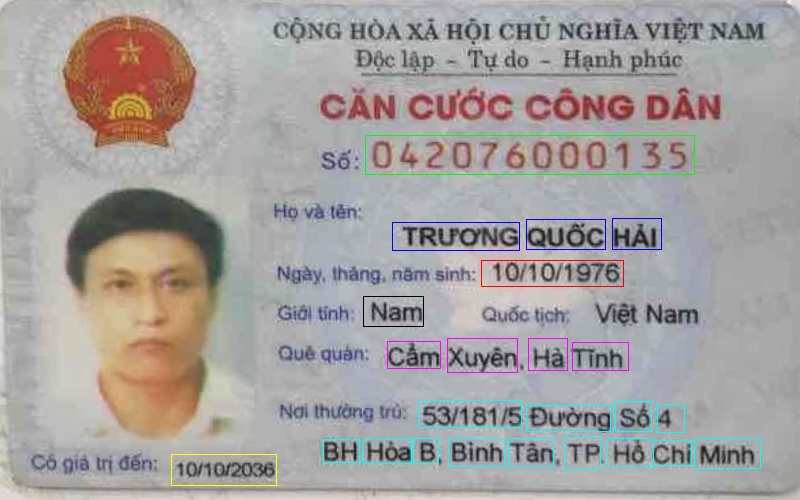 CỘNG HÒA XÃ HỘI CHỦ NGHĨA VIỆT NAM
Độc lập - Tự do - Hạnh phúc
CĂN CƯỚC CÔNG DÂN
Số: 042076000135
Họ và tên:
TRƯƠNG QUỐC HẢI
Ngày, tháng, năm sinh: 10/10/1976
Giới tính: Nam Quốc tịch: Việt Nam
Quê quán: Cẩm Xuyên, Hà Tĩnh
Nơi thường trú: 53/181/5 Đường Số 4
BH Hòa B, Bình Tân, TP. Hồ Chí Minh
Có giá trị đến: 10/10/2036